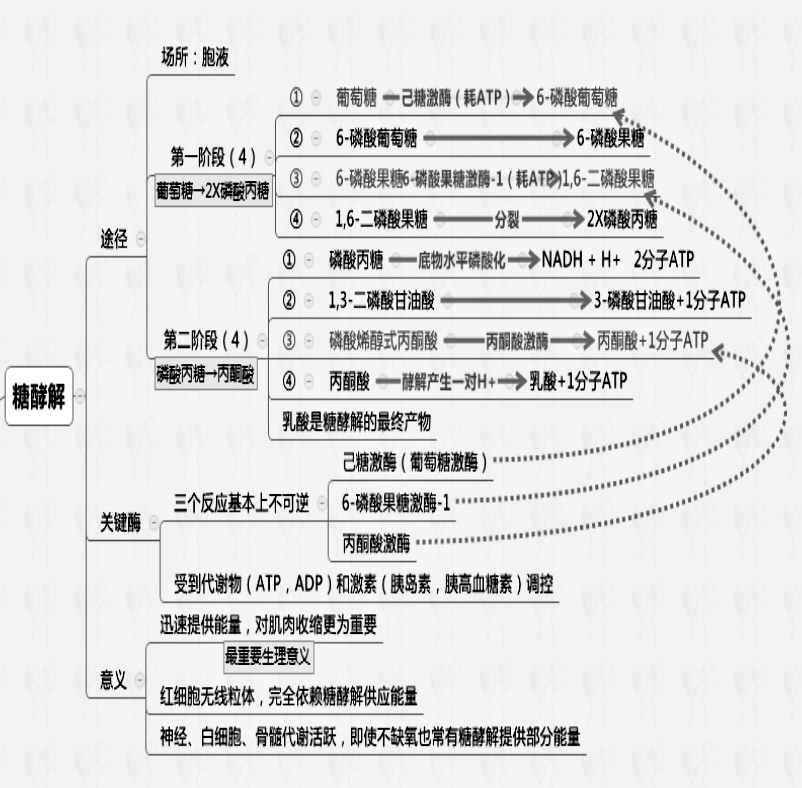 场所：胞液
① 葡萄糖 己糖激酶（耗ATP） 6-磷酸葡萄糖
② 6-磷酸葡萄糖 6-磷酸果糖
第一阶段（4）
③ 6-磷酸果糖 6-磷酸果糖激酶-1（耗ATP） 1,6-二磷酸果糖
葡萄糖→2X磷酸丙糖
④ 1,6-二磷酸果糖 分裂 2X磷酸丙糖
途径
① 磷酸丙糖 底物水平磷酸化 NADH + H+ 2分子ATP
② 1,3-二磷酸甘油酸 3-磷酸甘油酸+1分子ATP
第二阶段（4）
③ 磷酸烯醇式丙酮酸 丙酮酸激酶 丙酮酸+1分子ATP
磷酸丙糖→丙酮酸
④ 丙酮酸 酵解产生一对H+ 乳酸+1分子ATP
糖酵解
乳酸是糖酵解的最终产物
己糖激酶（葡萄糖激酶）
三个反应基本上不可逆
6-磷酸果糖激酶-1
关键酶
丙酮酸激酶
受到代谢物（ATP，ADP）和激素（胰岛素，胰高血糖素）调控
迅速提供能量，对肌肉收缩更为重要
最重要生理意义
意义
红细胞无线粒体，完全依赖糖酵解供应能量
神经、白细胞、骨髓代谢活跃，即使不缺氧也常有糖酵解提供部分能量